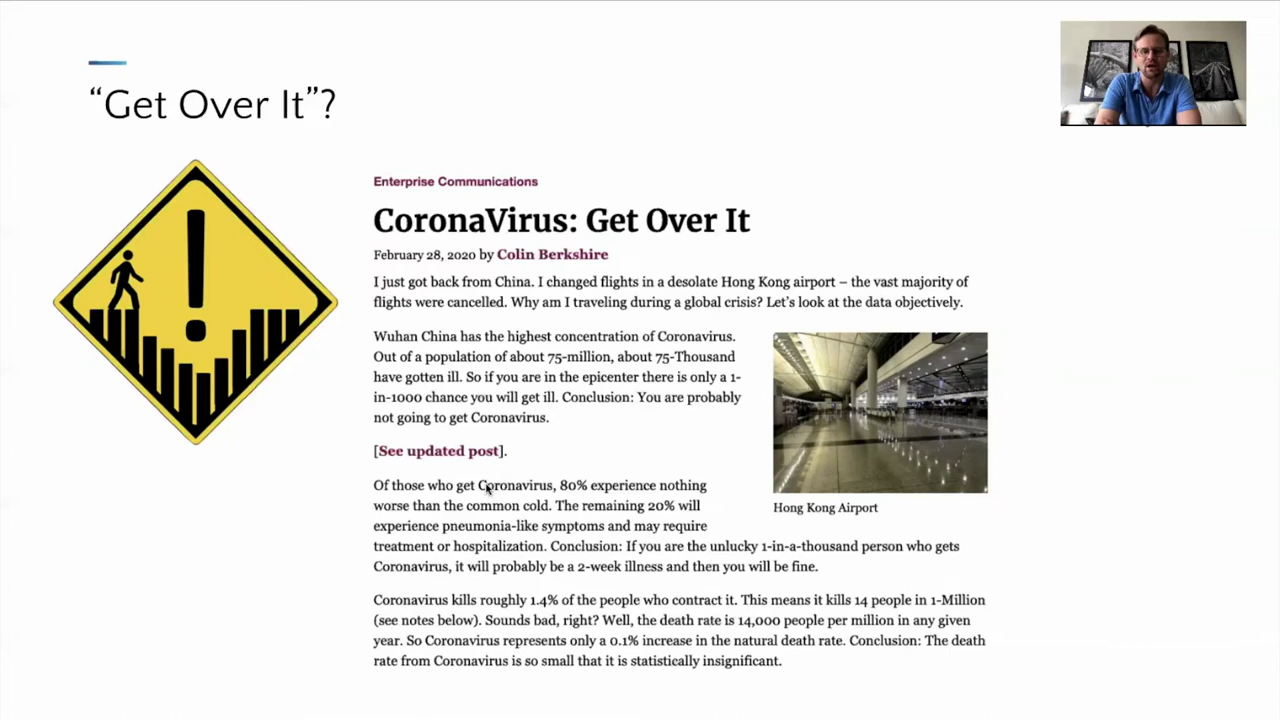 “Get Over It”?
Enterprise Communications
CoronaVirus: Get Over It
February 28, 2020 by Colin Berkshire
I just got back from China. I changed flights in a desolate Hong Kong airport – the vast majority of
flights were cancelled. Why am I traveling during a global crisis? Let’s look at the data objectively.
Wuhan China has the highest concentration of Coronavirus.
Out of a population of about 75-million, about 75-Thousand
have gotten ill. So if you are in the epicenter there is only a 1-
in-1000 chance you will get ill. Conclusion: You are probably
not going to get Coronavirus.
[See updated post].
Of those who get Coronavirus, 80% experience nothing
worse than the common cold. The remaining 20% will
experience pneumonia-like symptoms and may require
treatment or hospitalization. Conclusion: If you are the unlucky 1-in-a-thousand person who gets
Coronavirus, it will probably be a 2-week illness and then you will be fine.
Hong Kong Airport
Coronavirus kills roughly 1.4% of the people who contract it. This means it kills 14 people in 1-Million
(see notes below). Sounds bad, right? Well, the death rate is 14,000 people per million in any given
year. So Coronavirus represents only a 0.1% increase in the natural death rate. Conclusion: The death
rate from Coronavirus is so small that it is statistically insignificant.